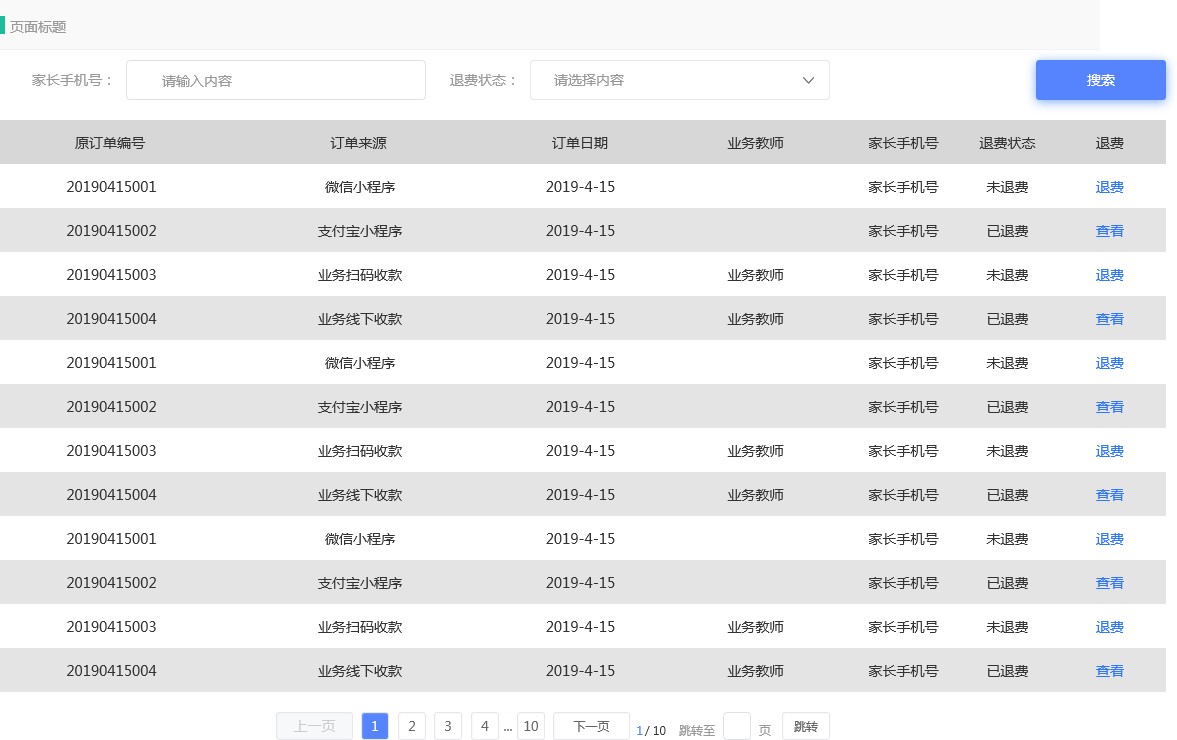 页面标题
家长手机号： 请输入内容 退费状态： 请选择内容 搜索
原订单编号 订单来源 订单日期 业务教师 家长手机号 退费状态 退费
20190415001 微信小程序 2019-4-15 家长手机号 未退费 退费
20190415002 支付宝小程序 2019-4-15 家长手机号 已退费 查看
20190415003 业务扫码收款 2019-4-15 业务教师 家长手机号 未退费 退费
20190415004 业务线下收款 2019-4-15 业务教师 家长手机号 已退费 查看
20190415001 微信小程序 2019-4-15 家长手机号 未退费 退费
20190415002 支付宝小程序 2019-4-15 家长手机号 已退费 查看
20190415003 业务扫码收款 2019-4-15 业务教师 家长手机号 未退费 退费
20190415004 业务线下收款 2019-4-15 业务教师 家长手机号 已退费 查看
20190415001 微信小程序 2019-4-15 家长手机号 未退费 退费
20190415002 支付宝小程序 2019-4-15 家长手机号 已退费 查看
20190415003 业务扫码收款 2019-4-15 业务教师 家长手机号 未退费 退费
20190415004 业务线下收款 2019-4-15 业务教师 家长手机号 已退费 查看
上一页 1 2 3 4 ... 10 下一页 1/ 10 跳转至 页 跳转